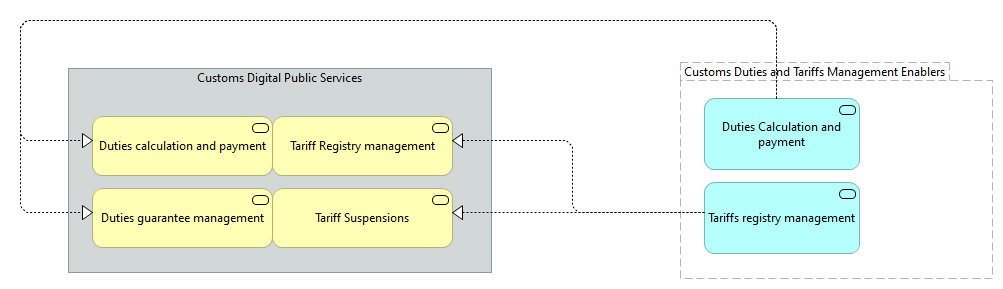 Customs Digital Public Services
Duties calculation and payment
Tariff Registry management
Duties guarantee management
Tariff Suspensions
Customs Duties and Tariffs Management Enablers
Duties Calculation and
payment
Tariffs registry management